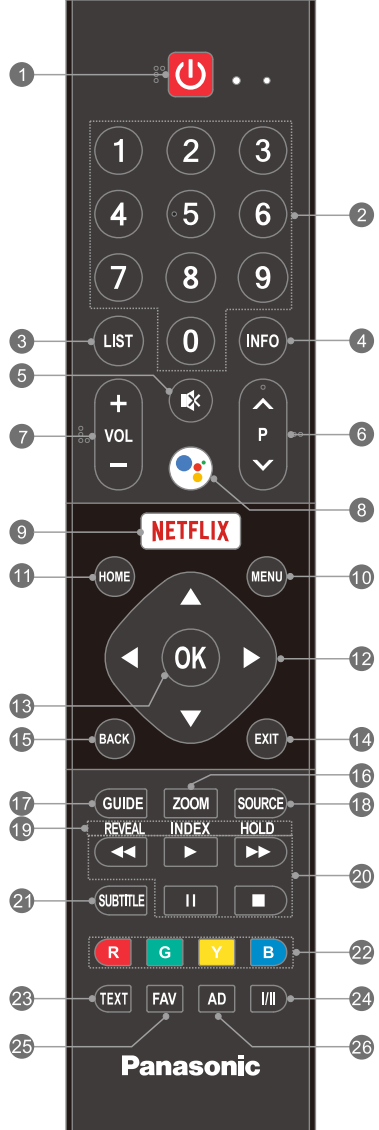 1
1 2 3
2
4 5 6
7 8 9
3 LIST 0 INFO 4
5
+ VOL −
7
P
6
8
9 NETFLIX
11 HOME MENU 10
OK
12
13
15 BACK EXIT 14
16
17 GUIDE ZOOM SOURCE 18
19 REVEAL INDEX HOLD
20
21 SUBTITLE
R G Y B 22
23 TEXT FAV AD I/II 24
25 26
Panasonic